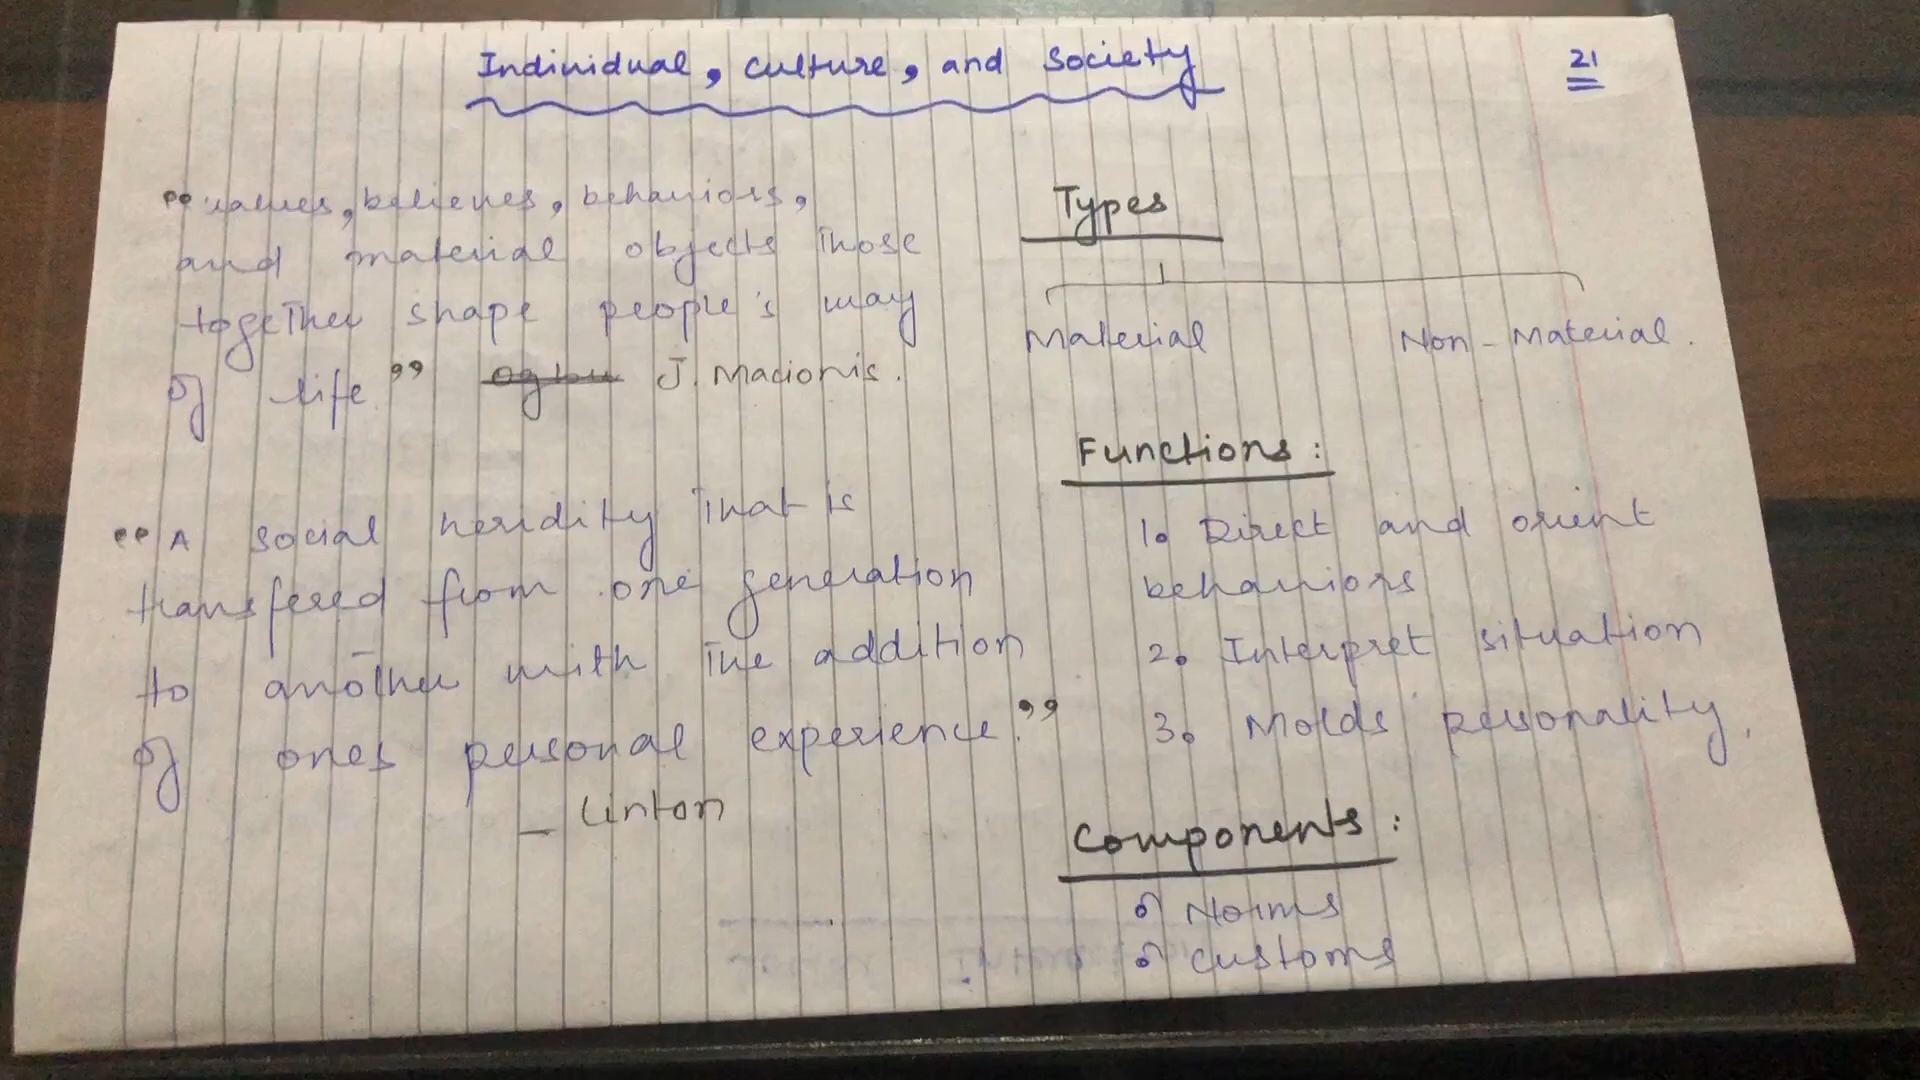 Individual, culture, and society
21
"values, believes, behaviors,
and material objects those
together shape people's way
of life" J. Macionis.
"A social heridity that is
transfered from one generation
to another with the addition
of ones personal experience."
_ Linton
Types
Material Non-Material.
Functions:
1. Direct and orient
behaviors
2. Interpret situation
3. Molds personality.
Components:
Norms
customs